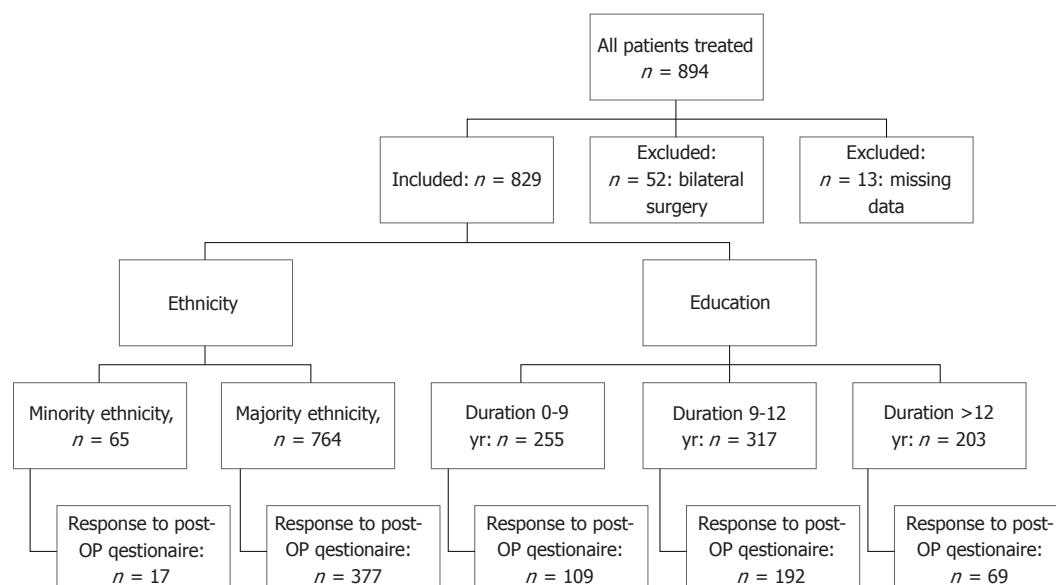 All patients treated
n = 894
Included: n = 829
Excluded:
n = 52: bilateral
surgery
Excluded:
n = 13: missing
data
Ethnicity
Education
Minority ethnicity,
n = 65
Majority ethnicity,
n = 764
Duration 0-9
yr: n = 255
Duration 9-12
yr: n = 317
Duration >12
yr: n = 203
Response to post-
OP qestionaire:
n = 17
Response to post-
OP qestionaire:
n = 377
Response to post-
OP qestionaire:
n = 109
Response to post-
OP qestionaire:
n = 192
Response to post-
OP qestionaire:
n = 69